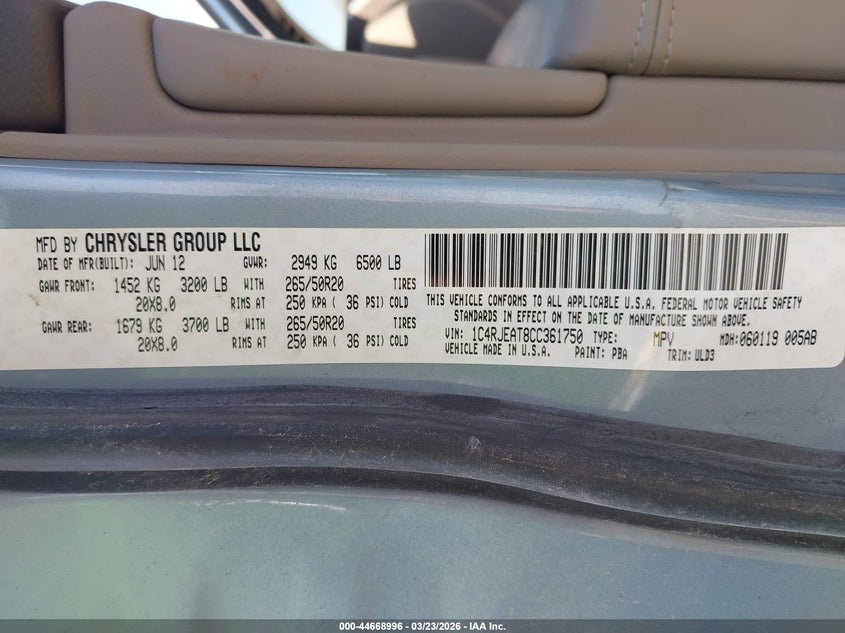 MFD BY CHRYSLER GROUP LLC
DATE OF MFR(BUILT): JUN 12 GVWR: 2949 KG 6500 LB
GAWR FRONT: 1452 KG 3200 LB WITH 265/50R20 TIRES
20X8.0 RIMS AT 250 KPA ( 36 PSI) COLD
GAWR REAR: 1679 KG 3700 LB WITH 265/50R20 TIRES
20X8.0 RIMS AT 250 KPA ( 36 PSI) COLD
THIS VEHICLE CONFORMS TO ALL APPLICABLE U.S.A. FEDERAL MOTOR VEHICLE SAFETY
STANDARDS IN EFFECT ON THE DATE OF MANUFACTURE SHOWN ABOVE.
VIN: 1C4RJEAT8CC361750 TYPE: MPV MDH: 060119 005AB
VEHICLE MADE IN U.S.A. PAINT: PBA TRIM: ULD3
000-44668996 - 03/23/2026 - IAA Inc.